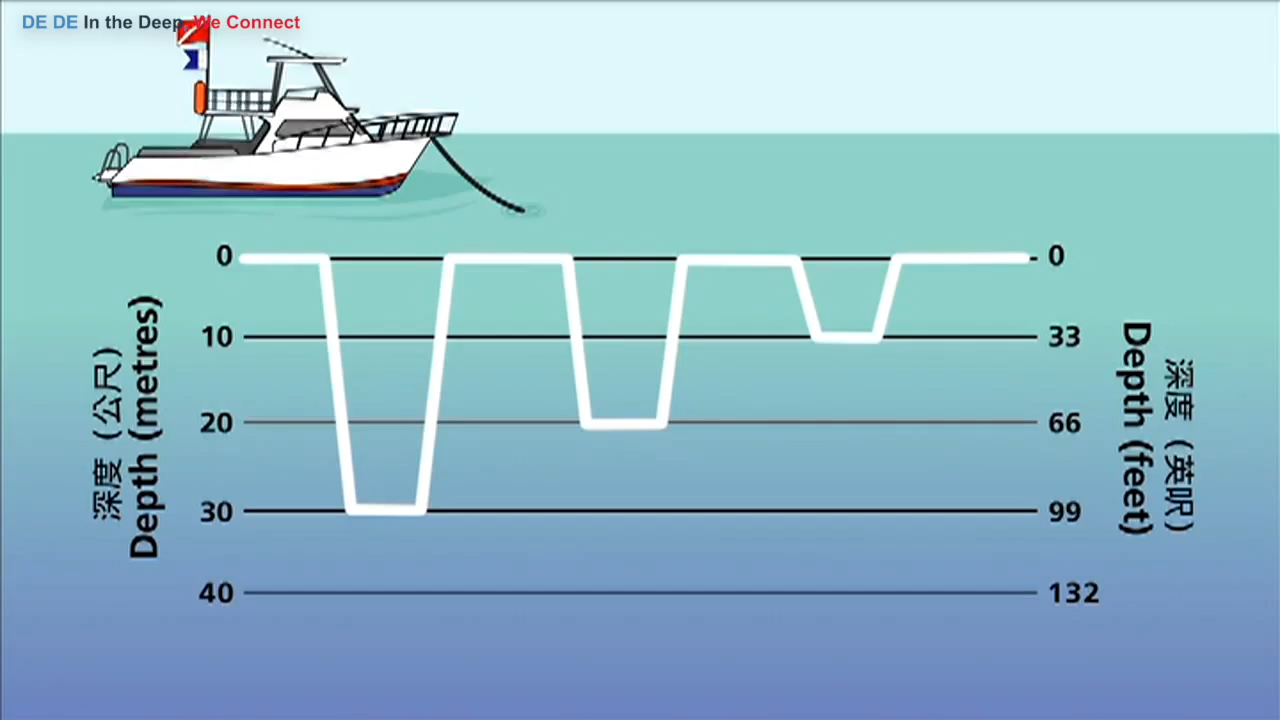 DE DE In the Deep, We Connect
0
10
20
30
40
深度（公尺）
Depth (metres)
0
33
66
99
132
深度（英呎）
Depth (feet)